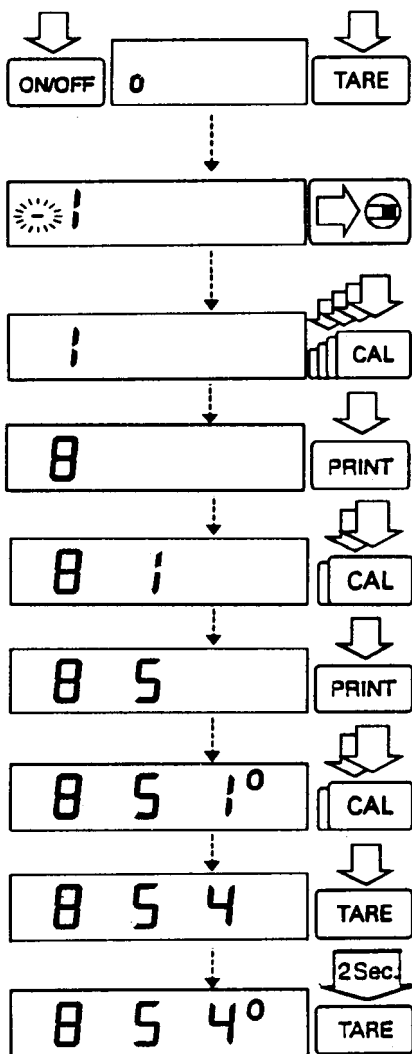 ON/OFF o TARE
- 1
1 CAL
8 PRINT
8 1 CAL
8 5 PRINT
8 5 1° CAL
8 5 4 TARE
2Sec.
8 5 4° TARE